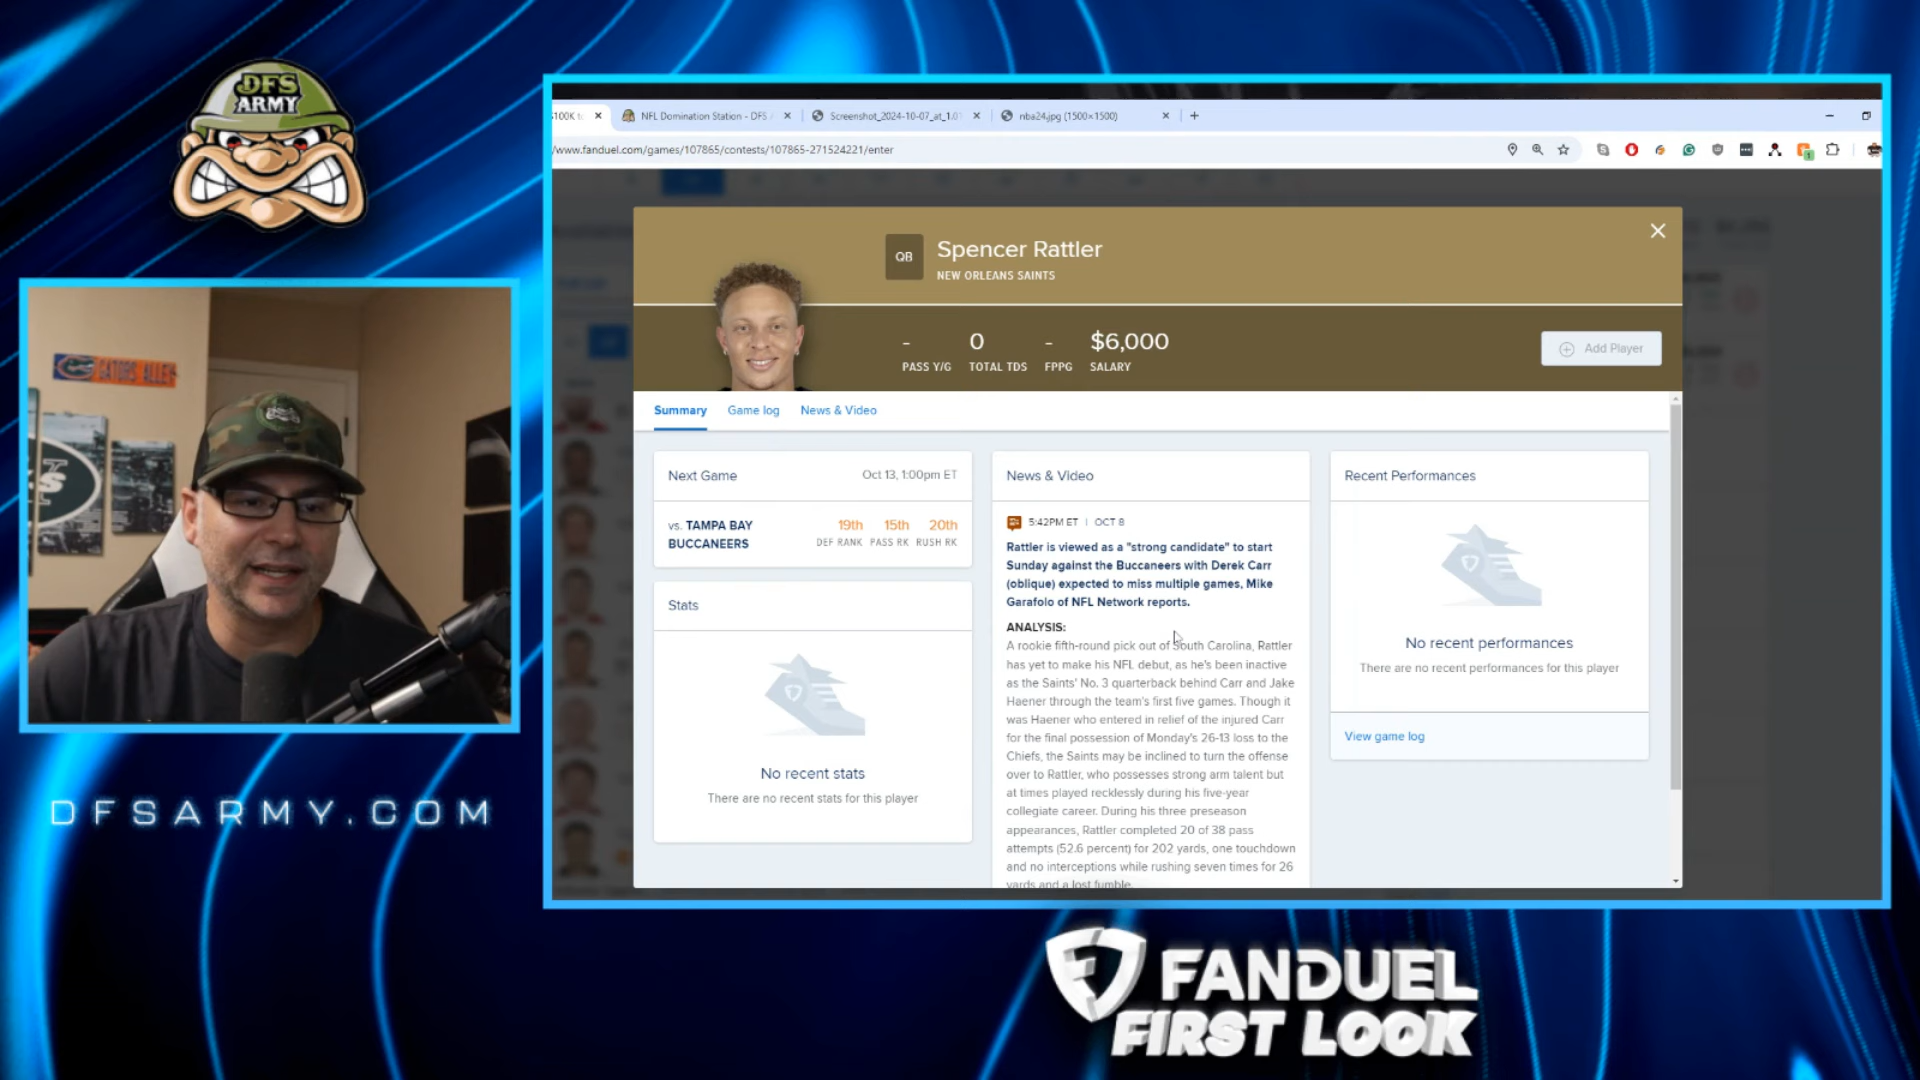 DFS
ARMY
GATORS ALLEY
DFSARMY.COM
$100K to
NFL Domination Station - DFS A
Screenshot_2024-10-07_at_1.01
nba24.jpg (1500×1500)
/www.fanduel.com/games/107865/contests/107865-271524221/enter
QB
Spencer Rattler
NEW ORLEANS SAINTS
- 0 - $6,000
PASS Y/G TOTAL TDS FPPG SALARY
Add Player
Summary Game log News & Video
Next Game Oct 13, 1:00pm ET
vs. TAMPA BAY
BUCCANEERS
19th 15th 20th
DEF RANK PASS RK RUSH RK
Stats
No recent stats
There are no recent stats for this player
News & Video
5:42PM ET | OCT 8
Rattler is viewed as a "strong candidate" to start
Sunday against the Buccaneers with Derek Carr
(oblique) expected to miss multiple games, Mike
Garafolo of NFL Network reports.
ANALYSIS:
A rookie fifth-round pick out of South Carolina, Rattler
has yet to make his NFL debut, as he's been inactive
as the Saints' No. 3 quarterback behind Carr and Jake
Haener through the team's first five games. Though it
was Haener who entered in relief of the injured Carr
for the final possession of Monday's 26-13 loss to the
Chiefs, the Saints may be inclined to turn the offense
over to Rattler, who possesses strong arm talent but
at times played recklessly during his five-year
collegiate career. During his three preseason
appearances, Rattler completed 20 of 38 pass
attempts (52.6 percent) for 202 yards, one touchdown
and no interceptions while rushing seven times for 26
yards and a lost fumble.
Recent Performances
No recent performances
There are no recent performances for this player
View game log
FANDUEL
FIRST LOOK